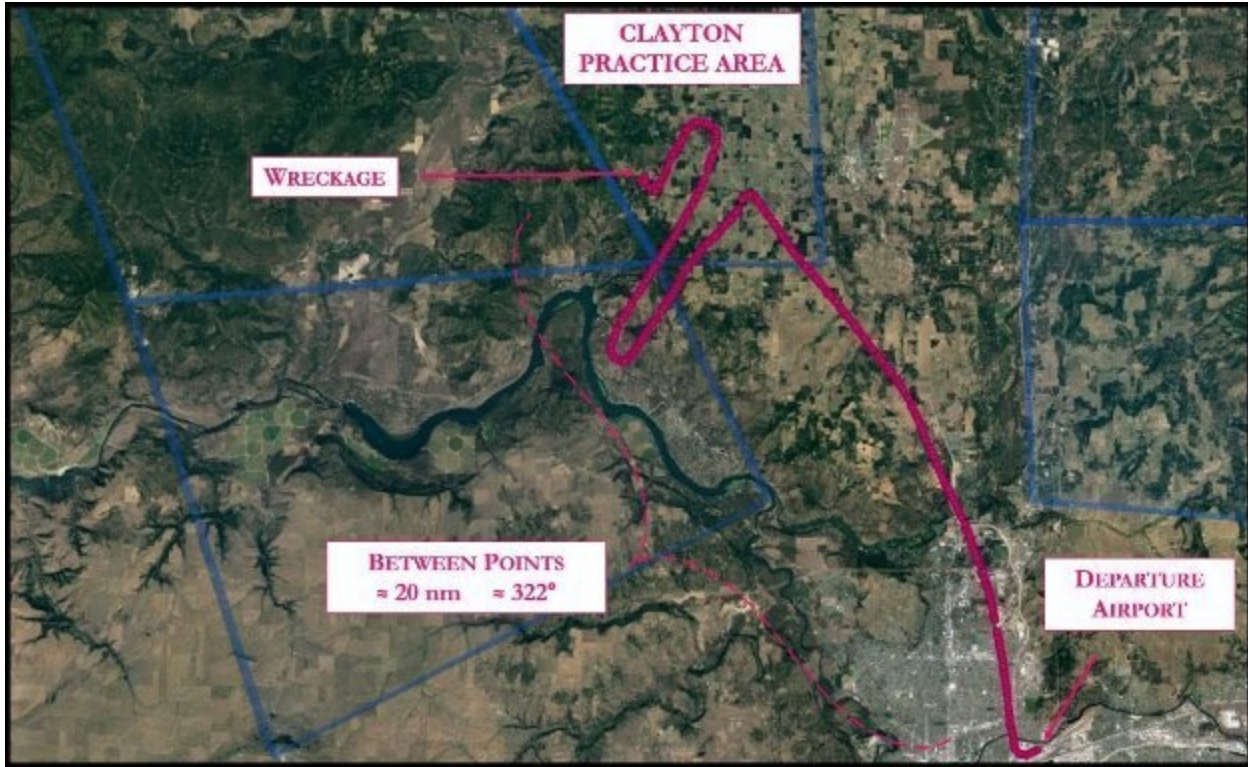 CLAYTON
PRACTICE AREA
WRECKAGE
BETWEEN POINTS
≈ 20 nm ≈ 322°
DEPARTURE
AIRPORT